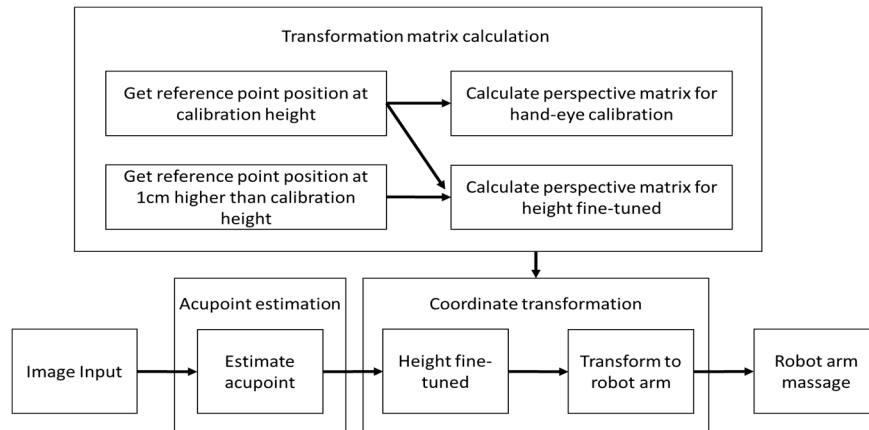 Transformation matrix calculation
Get reference point position at
calibration height
Calculate perspective matrix for
hand-eye calibration
Get reference point position at
1cm higher than calibration
height
Calculate perspective matrix for
height fine-tuned
Acupoint estimation
Coordinate transformation
Image Input
Estimate
acupoint
Height fine-
tuned
Transform to
robot arm
Robot arm
massage